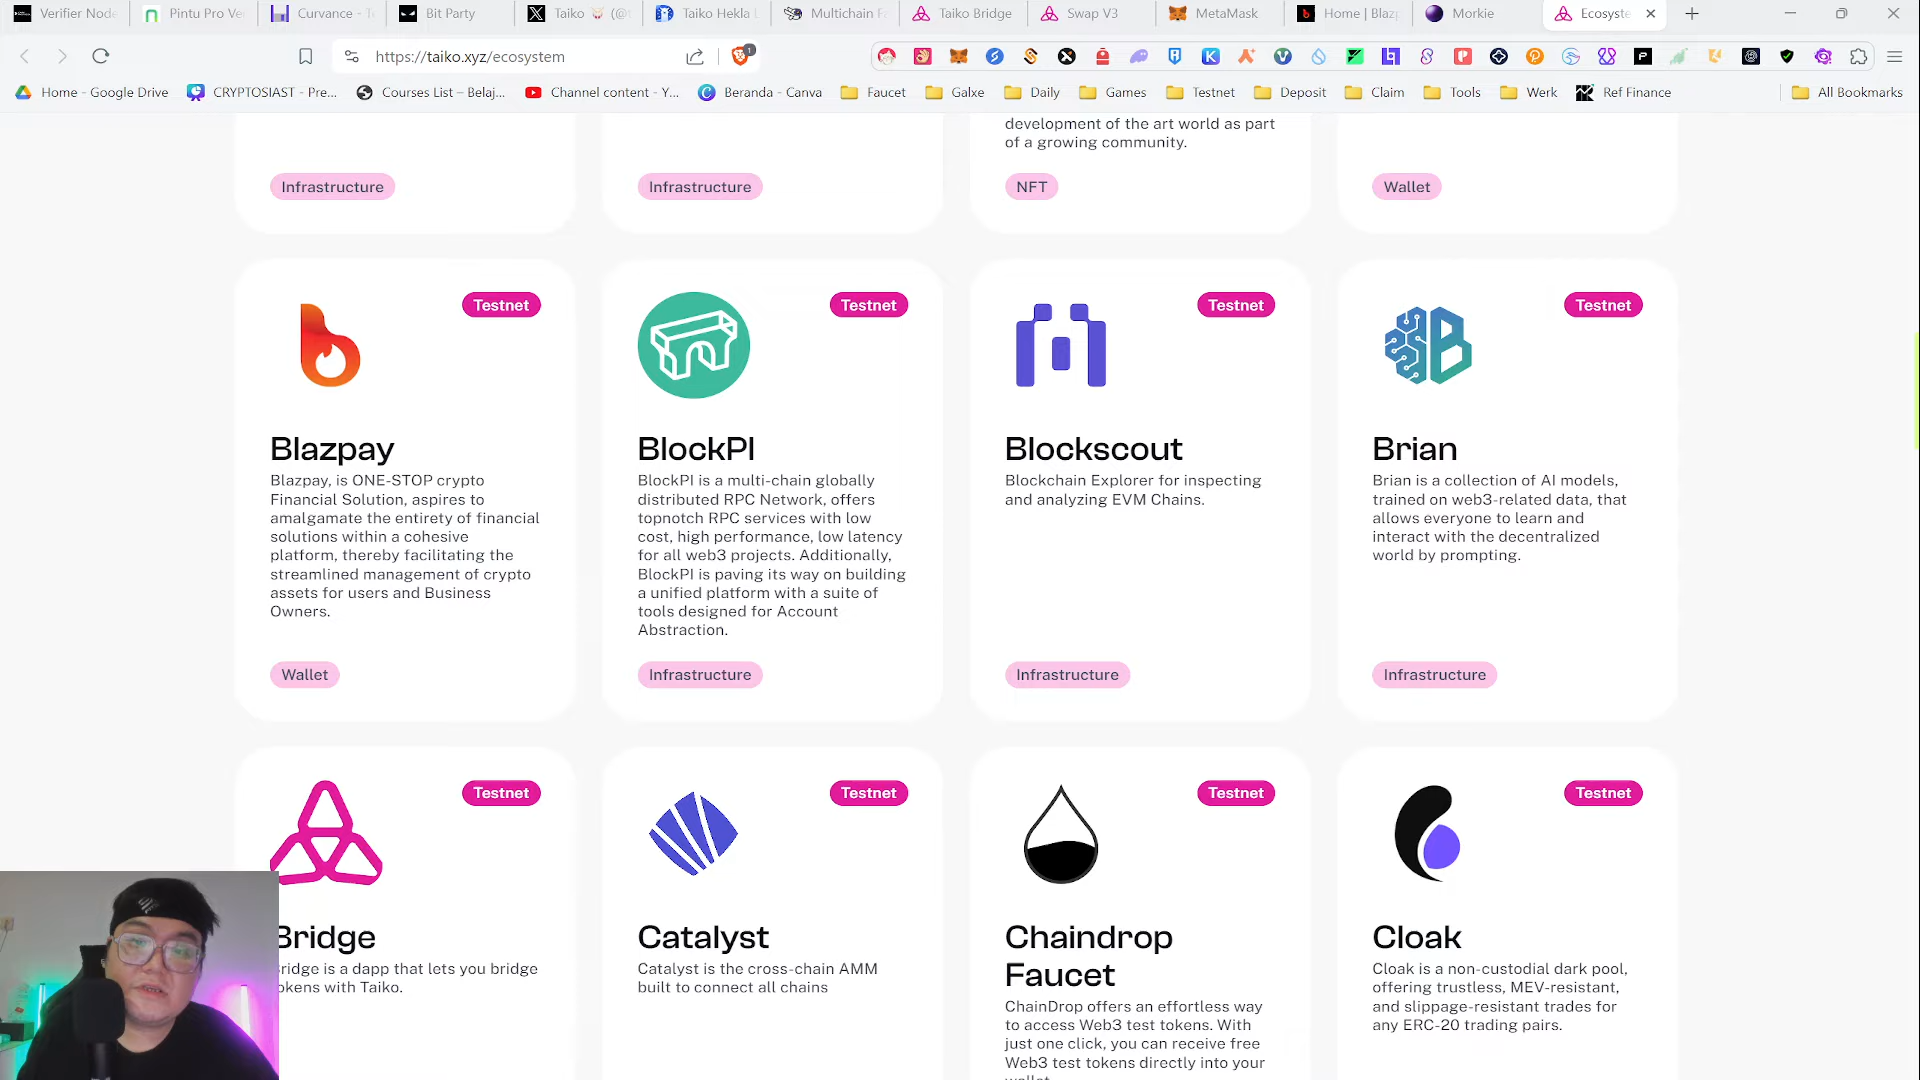 Verifier Node
Pintu Pro Ve
Curvance - Te
Bit Party
Taiko
Taiko Hekla
Multichain F
Taiko Bridge
Swap V3
MetaMask
Home | Blazp
Morkie
Ecosyste
https://taiko.xyz/ecosystem
1
Home - Google Drive
CRYPTOSIAST - Pre...
Courses List – Belaj...
Channel content - Y...
Beranda - Canva
Faucet
Galxe
Daily
Games
Testnet
Deposit
Claim
Tools
Werk
Ref Finance
All Bookmarks
development of the art world as part
of a growing community.
Infrastructure
Infrastructure
NFT
Wallet
Testnet
Blazpay
Blazpay, is ONE-STOP crypto
Financial Solution, aspires to
amalgamate the entirety of financial
solutions within a cohesive
platform, thereby facilitating the
streamlined management of crypto
assets for users and Business
Owners.
Wallet
Testnet
BlockPI
BlockPI is a multi-chain globally
distributed RPC Network, offers
topnotch RPC services with low
cost, high performance, low latency
for all web3 projects. Additionally,
BlockPI is paving its way on building
a unified platform with a suite of
tools designed for Account
Abstraction.
Infrastructure
Testnet
Blockscout
Blockchain Explorer for inspecting
and analyzing EVM Chains.
Infrastructure
Testnet
Brian
Brian is a collection of AI models,
trained on web3-related data, that
allows everyone to learn and
interact with the decentralized
world by prompting.
Infrastructure
Testnet
Bridge
Bridge is a dapp that lets you bridge
tokens with Taiko.
Testnet
Catalyst
Catalyst is the cross-chain AMM
built to connect all chains
Testnet
Chaindrop
Faucet
ChainDrop offers an effortless way
to access Web3 test tokens. With
just one click, you can receive free
Web3 test tokens directly into your
wallet.
Testnet
Cloak
Cloak is a non-custodial dark pool,
offering trustless, MEV-resistant,
and slippage-resistant trades for
any ERC-20 trading pairs.